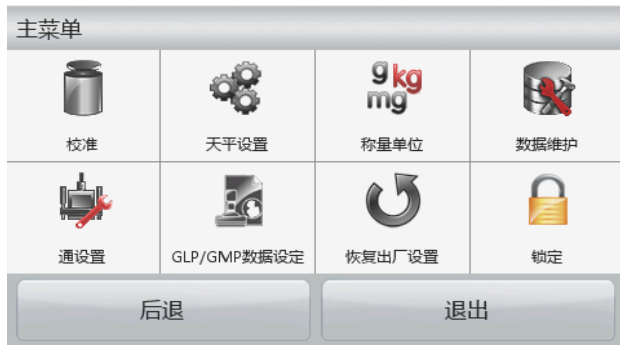 主菜单
g kg
mg
校准 天平设置 称量单位 数据维护
通设置 GLP/GMP数据设定 恢复出厂设置 锁定
后退 退出